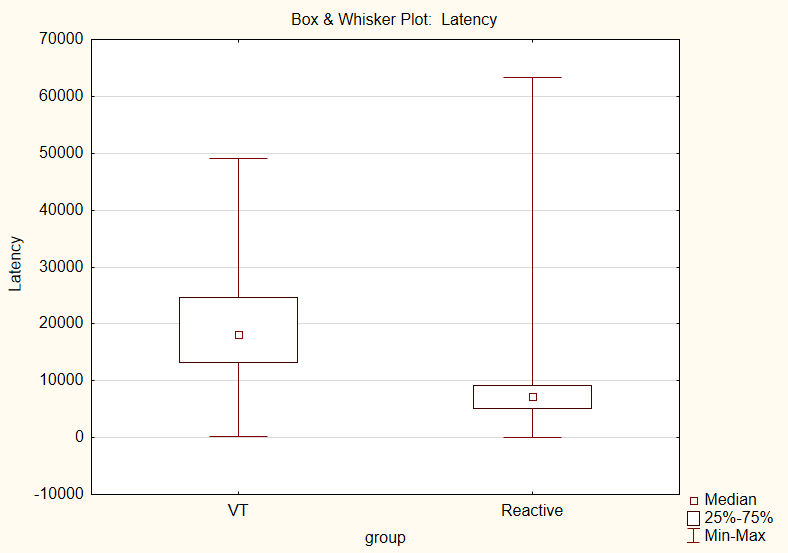 Box & Whisker Plot: Latency
70000
60000
50000
40000
30000
20000
10000
0
-10000
Latency
VT
Reactive
group
Median
25%-75%
Min-Max